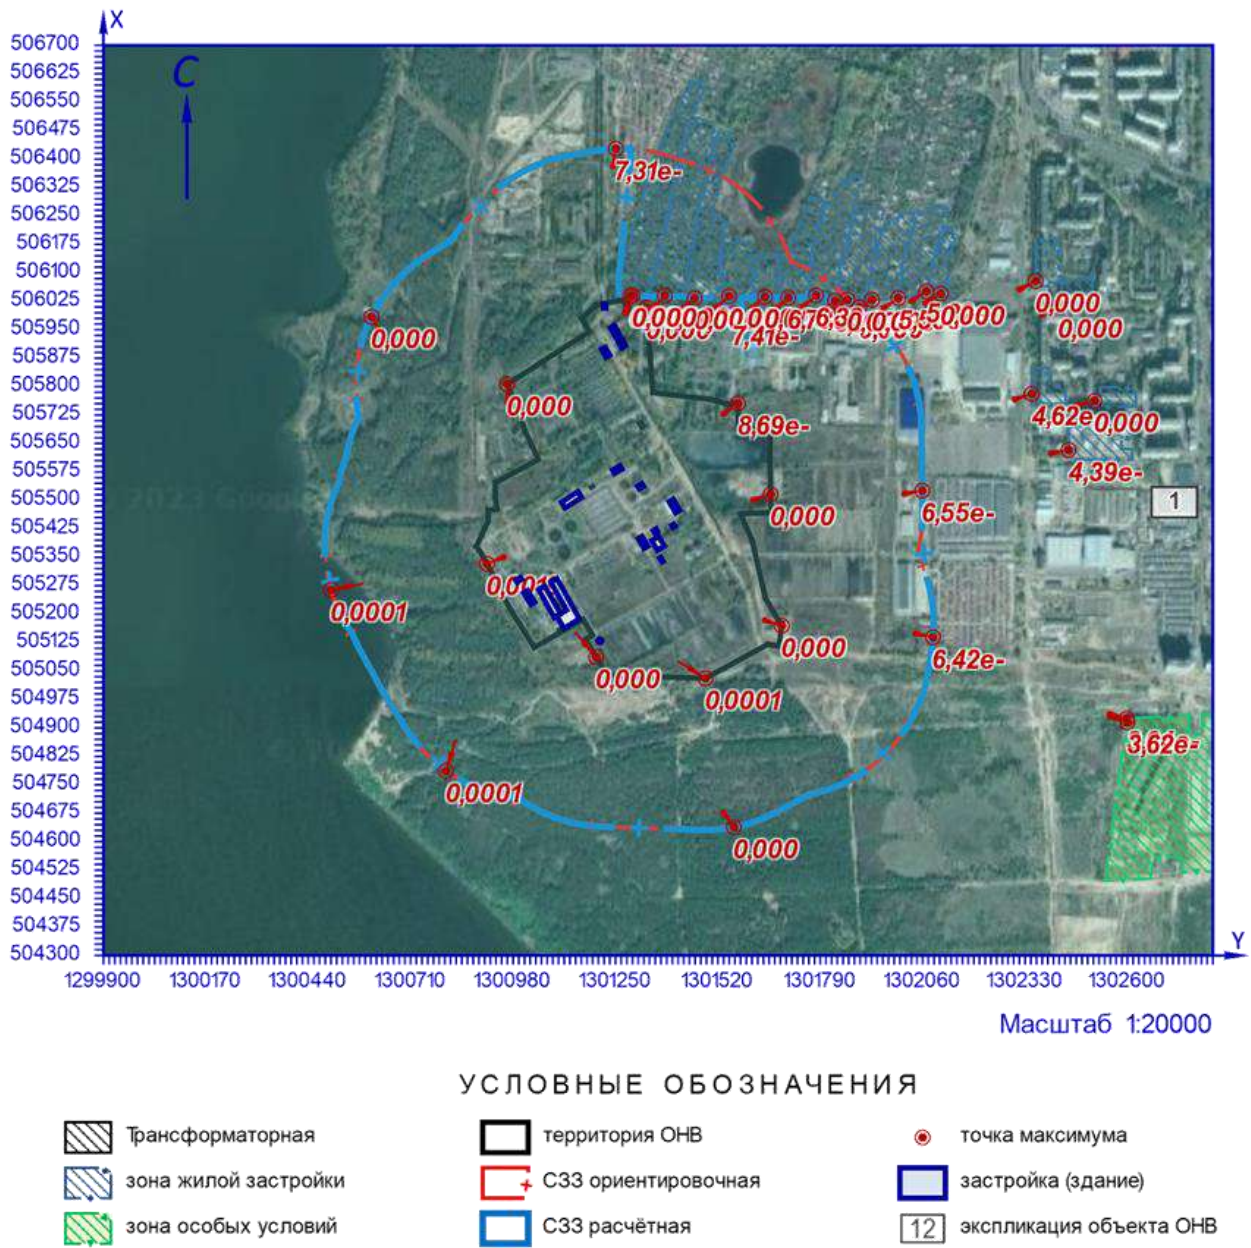 X
506700
506625
506550
506475
506400
506325
506250
506175
506100
506025
505950
505875
505800
505725
505650
505575
505500
505425
505350
505275
505200
505125
505050
504975
504900
504825
504750
504675
504600
504525
504450
504375
504300
С
7,31e-
0,000
0,000
7,41e-
0,000
0,000
0,000
0,000
8,69e-
4,62e
0,000
4,39e-
1
0,000
6,55e-
0,001
0,0001
0,000
6,42e-
0,000
0,0001
3,62e-
0,0001
0,000
Y
1299900 1300170 1300440 1300710 1300980 1301250 1301520 1301790 1302060 1302330 1302600
Масштаб 1:20000
УСЛОВНЫЕ ОБОЗНАЧЕНИЯ
Трансформаторная
территория ОНВ
точка максимума
зона жилой застройки
СЗЗ ориентировочная
застройка (здание)
зона особых условий
СЗЗ расчётная
12 экспликация объекта ОНВ